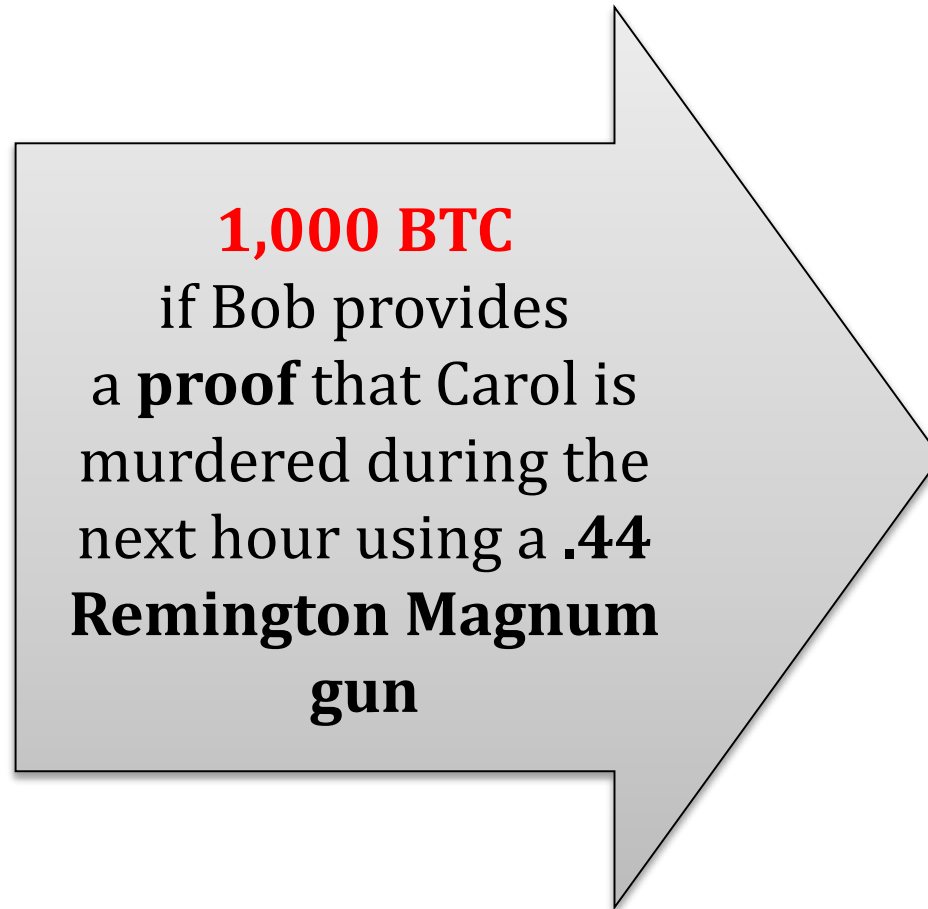 1,000 BTC
if Bob provides
a proof that Carol is
murdered during the
next hour using a .44
Remington Magnum
gun